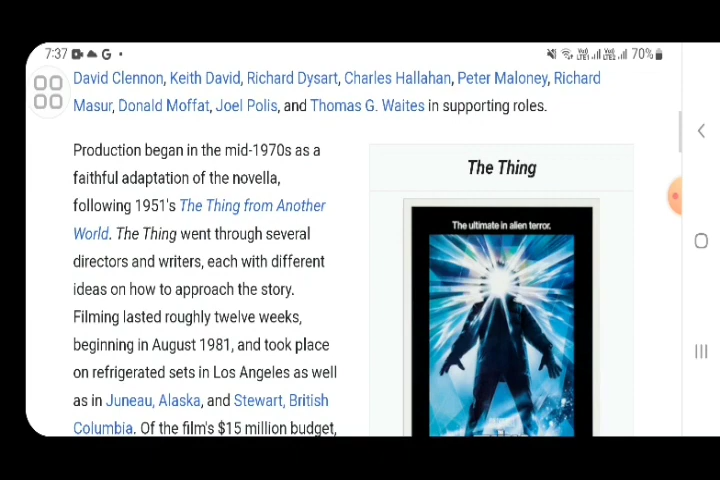 7:37 G 70%
David Clennon, Keith David, Richard Dysart, Charles Hallahan, Peter Maloney, Richard
Masur, Donald Moffat, Joel Polis, and Thomas G. Waites in supporting roles.
Production began in the mid-1970s as a
faithful adaptation of the novella,
following 1951's The Thing from Another
World. The Thing went through several
directors and writers, each with different
ideas on how to approach the story.
Filming lasted roughly twelve weeks,
beginning in August 1981, and took place
on refrigerated sets in Los Angeles as well
as in Juneau, Alaska, and Stewart, British
Columbia. Of the film's $15 million budget,
The Thing
The ultimate in alien terror.